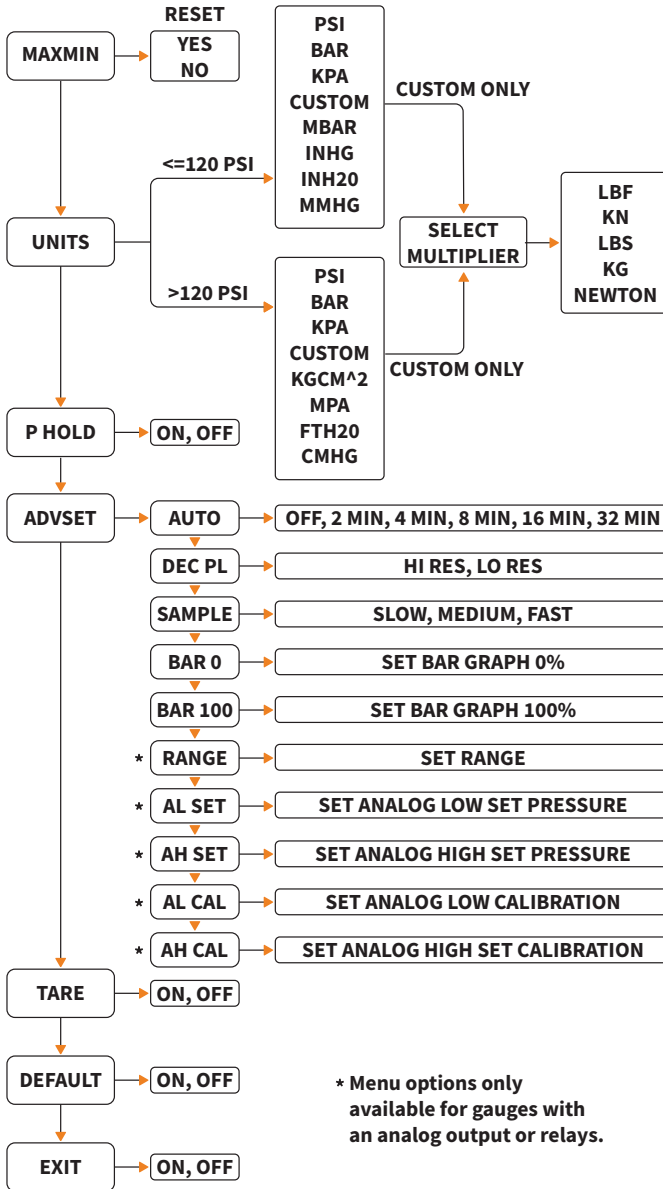 RESET
MAXMIN
YES
NO
PSI
BAR
KPA
CUSTOM
MBAR
INHG
INH20
MMHG
CUSTOM ONLY
<=120 PSI
UNITS
>120 PSI
SELECT
MULTIPLIER
LBF
KN
LBS
KG
NEWTON
PSI
BAR
KPA
CUSTOM
KGCM^2
MPA
FTH20
CMHG
CUSTOM ONLY
P HOLD
ON, OFF
ADVSET
AUTO
OFF, 2 MIN, 4 MIN, 8 MIN, 16 MIN, 32 MIN
DEC PL
HI RES, LO RES
SAMPLE
SLOW, MEDIUM, FAST
BAR 0
SET BAR GRAPH 0%
BAR 100
SET BAR GRAPH 100%
* RANGE
SET RANGE
* AL SET
SET ANALOG LOW SET PRESSURE
* AH SET
SET ANALOG HIGH SET PRESSURE
* AL CAL
SET ANALOG LOW CALIBRATION
* AH CAL
SET ANALOG HIGH SET CALIBRATION
TARE
ON, OFF
DEFAULT
ON, OFF
EXIT
ON, OFF
* Menu options only
available for gauges with
an analog output or relays.